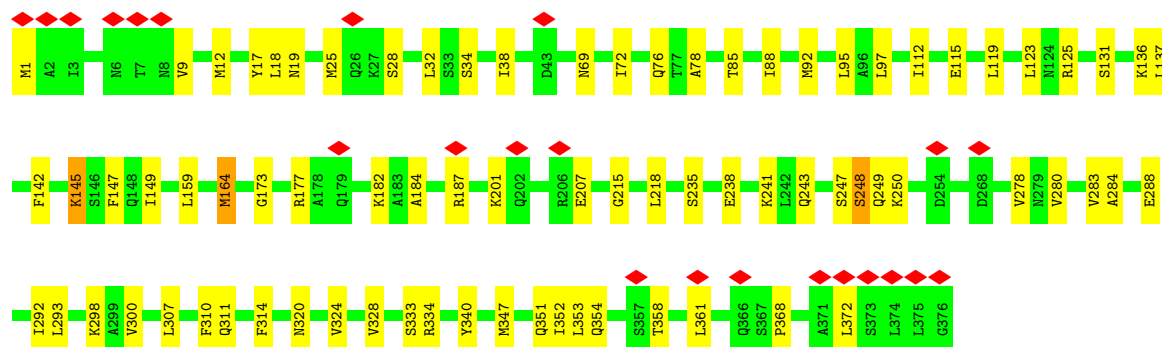 M1 A2 I3 N6 T7 N8 V9 M12 Y17 L18 N19 M25 Q26 K27 S28 L32 S33 S34 I38 D43 N69 I72 Q76 T77 A78 T85 I88 M92 L95 A96 L97 I112 E115 L119 L123 N124 R125 S131 K136 L137
F142 K145 S146 F147 Q148 I149 L159 M164 G173 R177 A178 Q179 K182 A183 A184 R187 K201 Q202 R206 E207 G215 L218 S235 E238 K241 L242 Q243 S247 S248 Q249 K250 D254 D268 V278 N279 V280 V283 A284 E288
I292 L293 K298 A299 V300 L307 F310 Q311 F314 N320 V324 V328 S333 R334 Y340 M347 Q351 I352 L353 Q354 S357 T358 L361 Q366 S367 P368 A371 L372 S373 L374 L375 G376